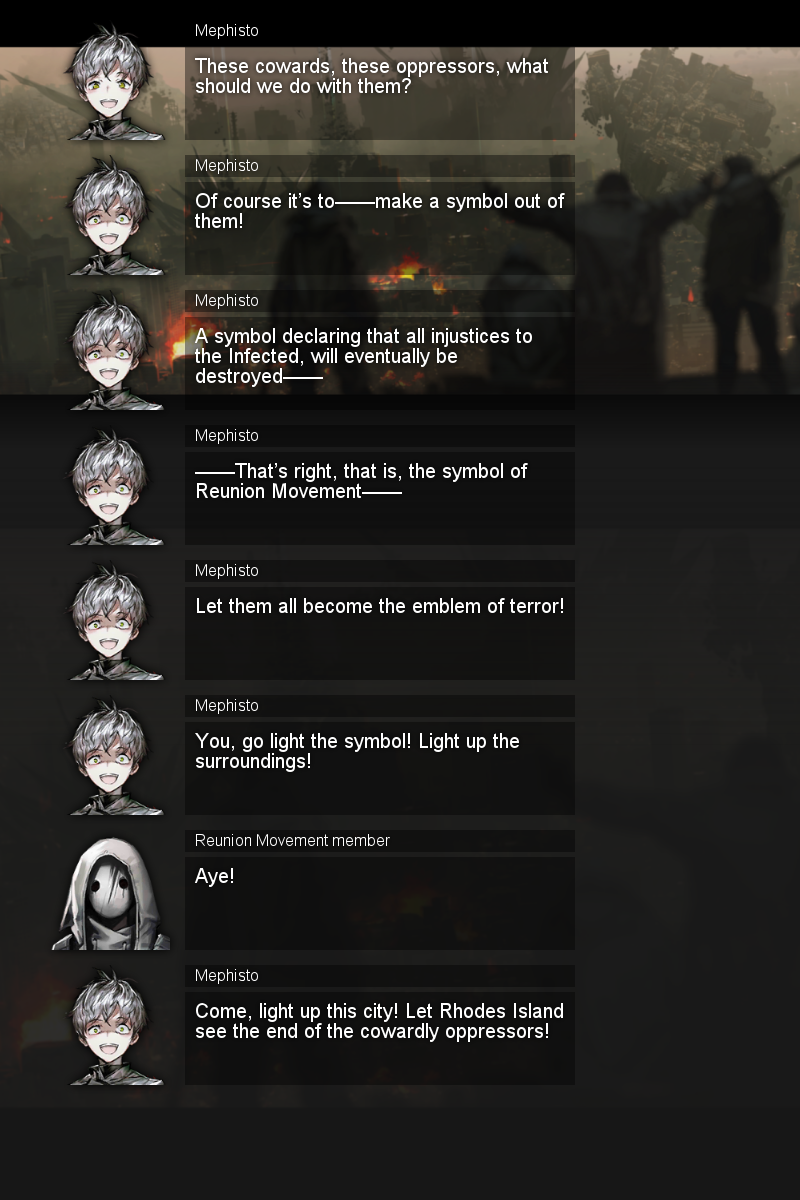 Mephisto
These cowards, these oppressors, what
should we do with them?
Mephisto
Of course it's to——make a symbol out of
them!
Mephisto
A symbol declaring that all injustices to
the Infected, will eventually be
destroyed——
Mephisto
——That's right, that is, the symbol of
Reunion Movement——
Mephisto
Let them all become the emblem of terror!
Mephisto
You, go light the symbol! Light up the
surroundings!
Reunion Movement member
Aye!
Mephisto
Come, light up this city! Let Rhodes Island
see the end of the cowardly oppressors!